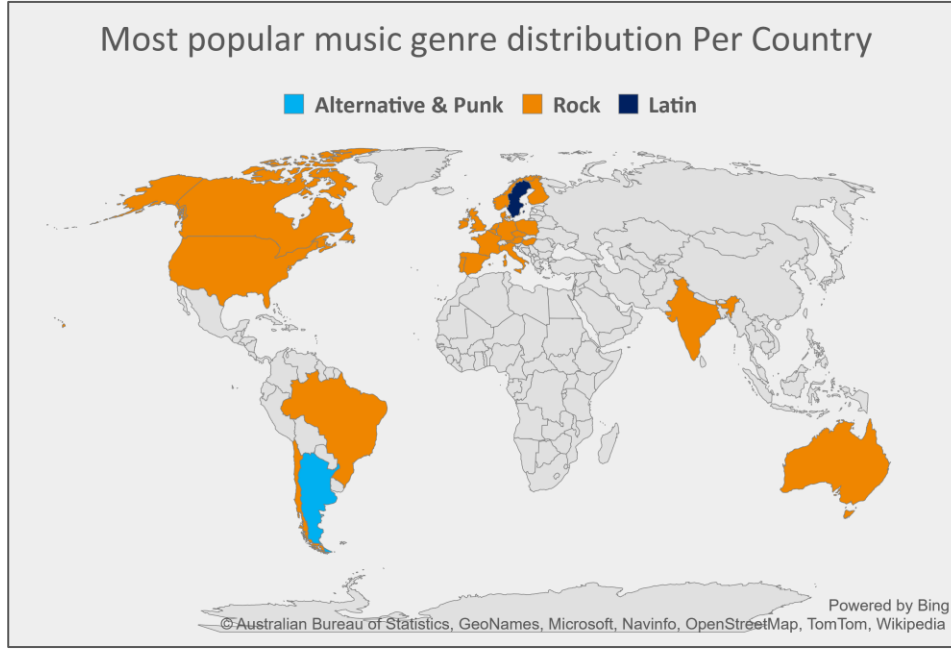 Most popular music genre distribution Per Country
Alternative & Punk Rock Latin
Powered by Bing
© Australian Bureau of Statistics, GeoNames, Microsoft, Navinfo, OpenStreetMap, TomTom, Wikipedia